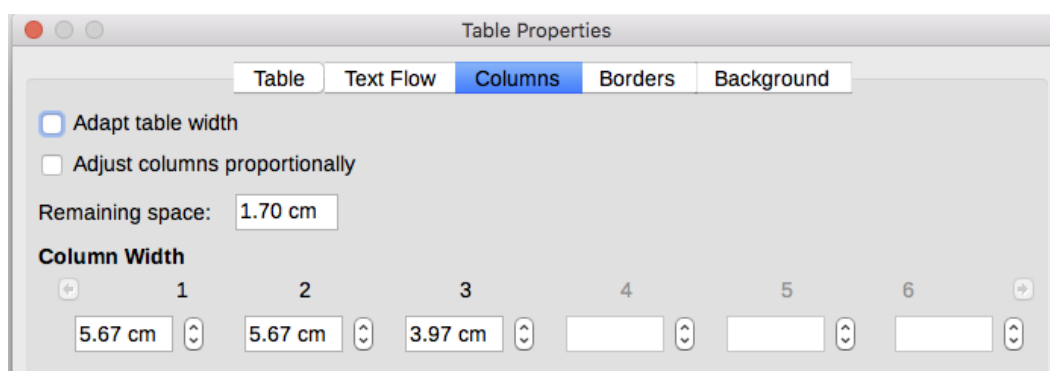 Table Properties
Table Text Flow Columns Borders Background
Adapt table width
Adjust columns proportionally
Remaining space: 1.70 cm
Column Width
1 2 3 4 5 6
5.67 cm 5.67 cm 3.97 cm